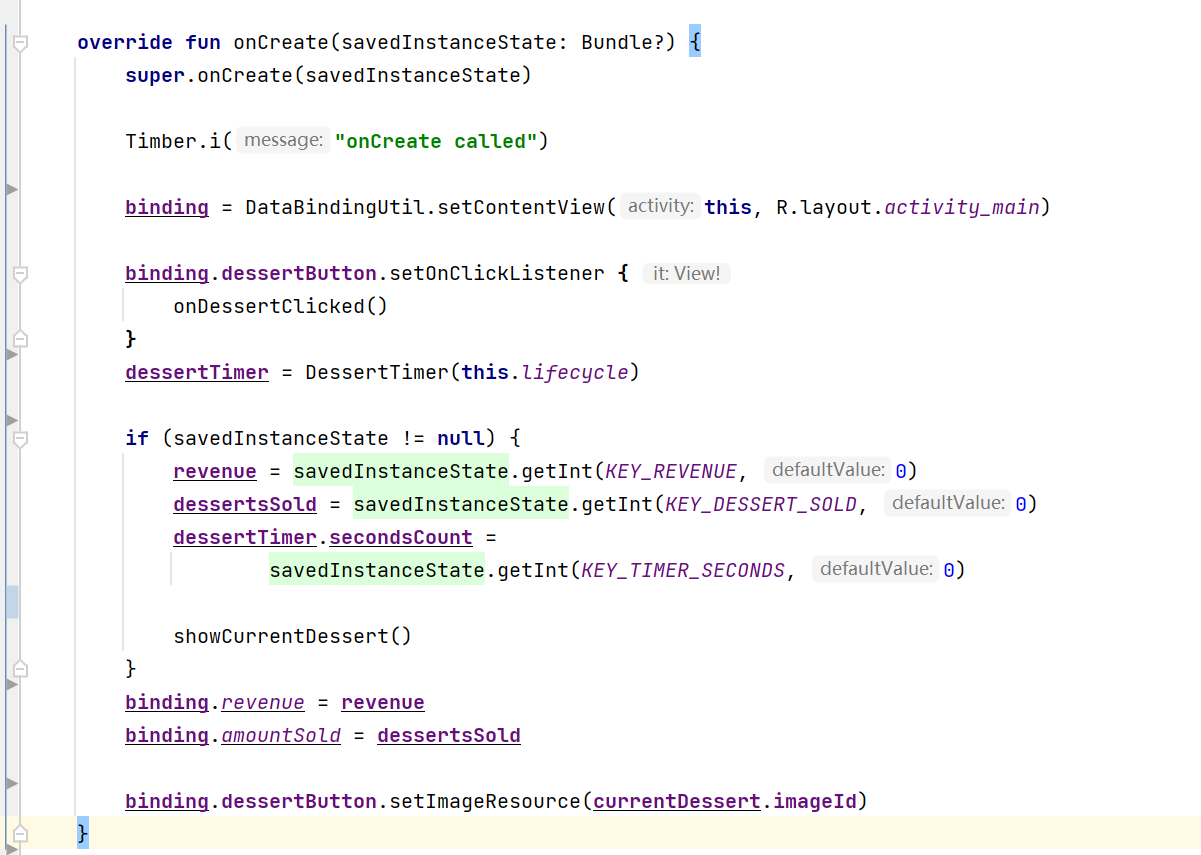 override fun onCreate(savedInstanceState: Bundle?) {
super.onCreate(savedInstanceState)
Timber.i( message: "onCreate called")
binding = DataBindingUtil.setContentView( activity: this, R.layout.activity_main)
binding.dessertButton.setOnClickListener { it: View!
onDessertClicked()
}
dessertTimer = DessertTimer(this.lifecycle)
if (savedInstanceState != null) {
revenue = savedInstanceState.getInt(KEY_REVENUE, defaultValue: 0)
dessertsSold = savedInstanceState.getInt(KEY_DESSERT_SOLD, defaultValue: 0)
dessertTimer.secondsCount =
savedInstanceState.getInt(KEY_TIMER_SECONDS, defaultValue: 0)
showCurrentDessert()
}
binding.revenue = revenue
binding.amountSold = dessertsSold
binding.dessertButton.setImageResource(currentDessert.imageId)
}